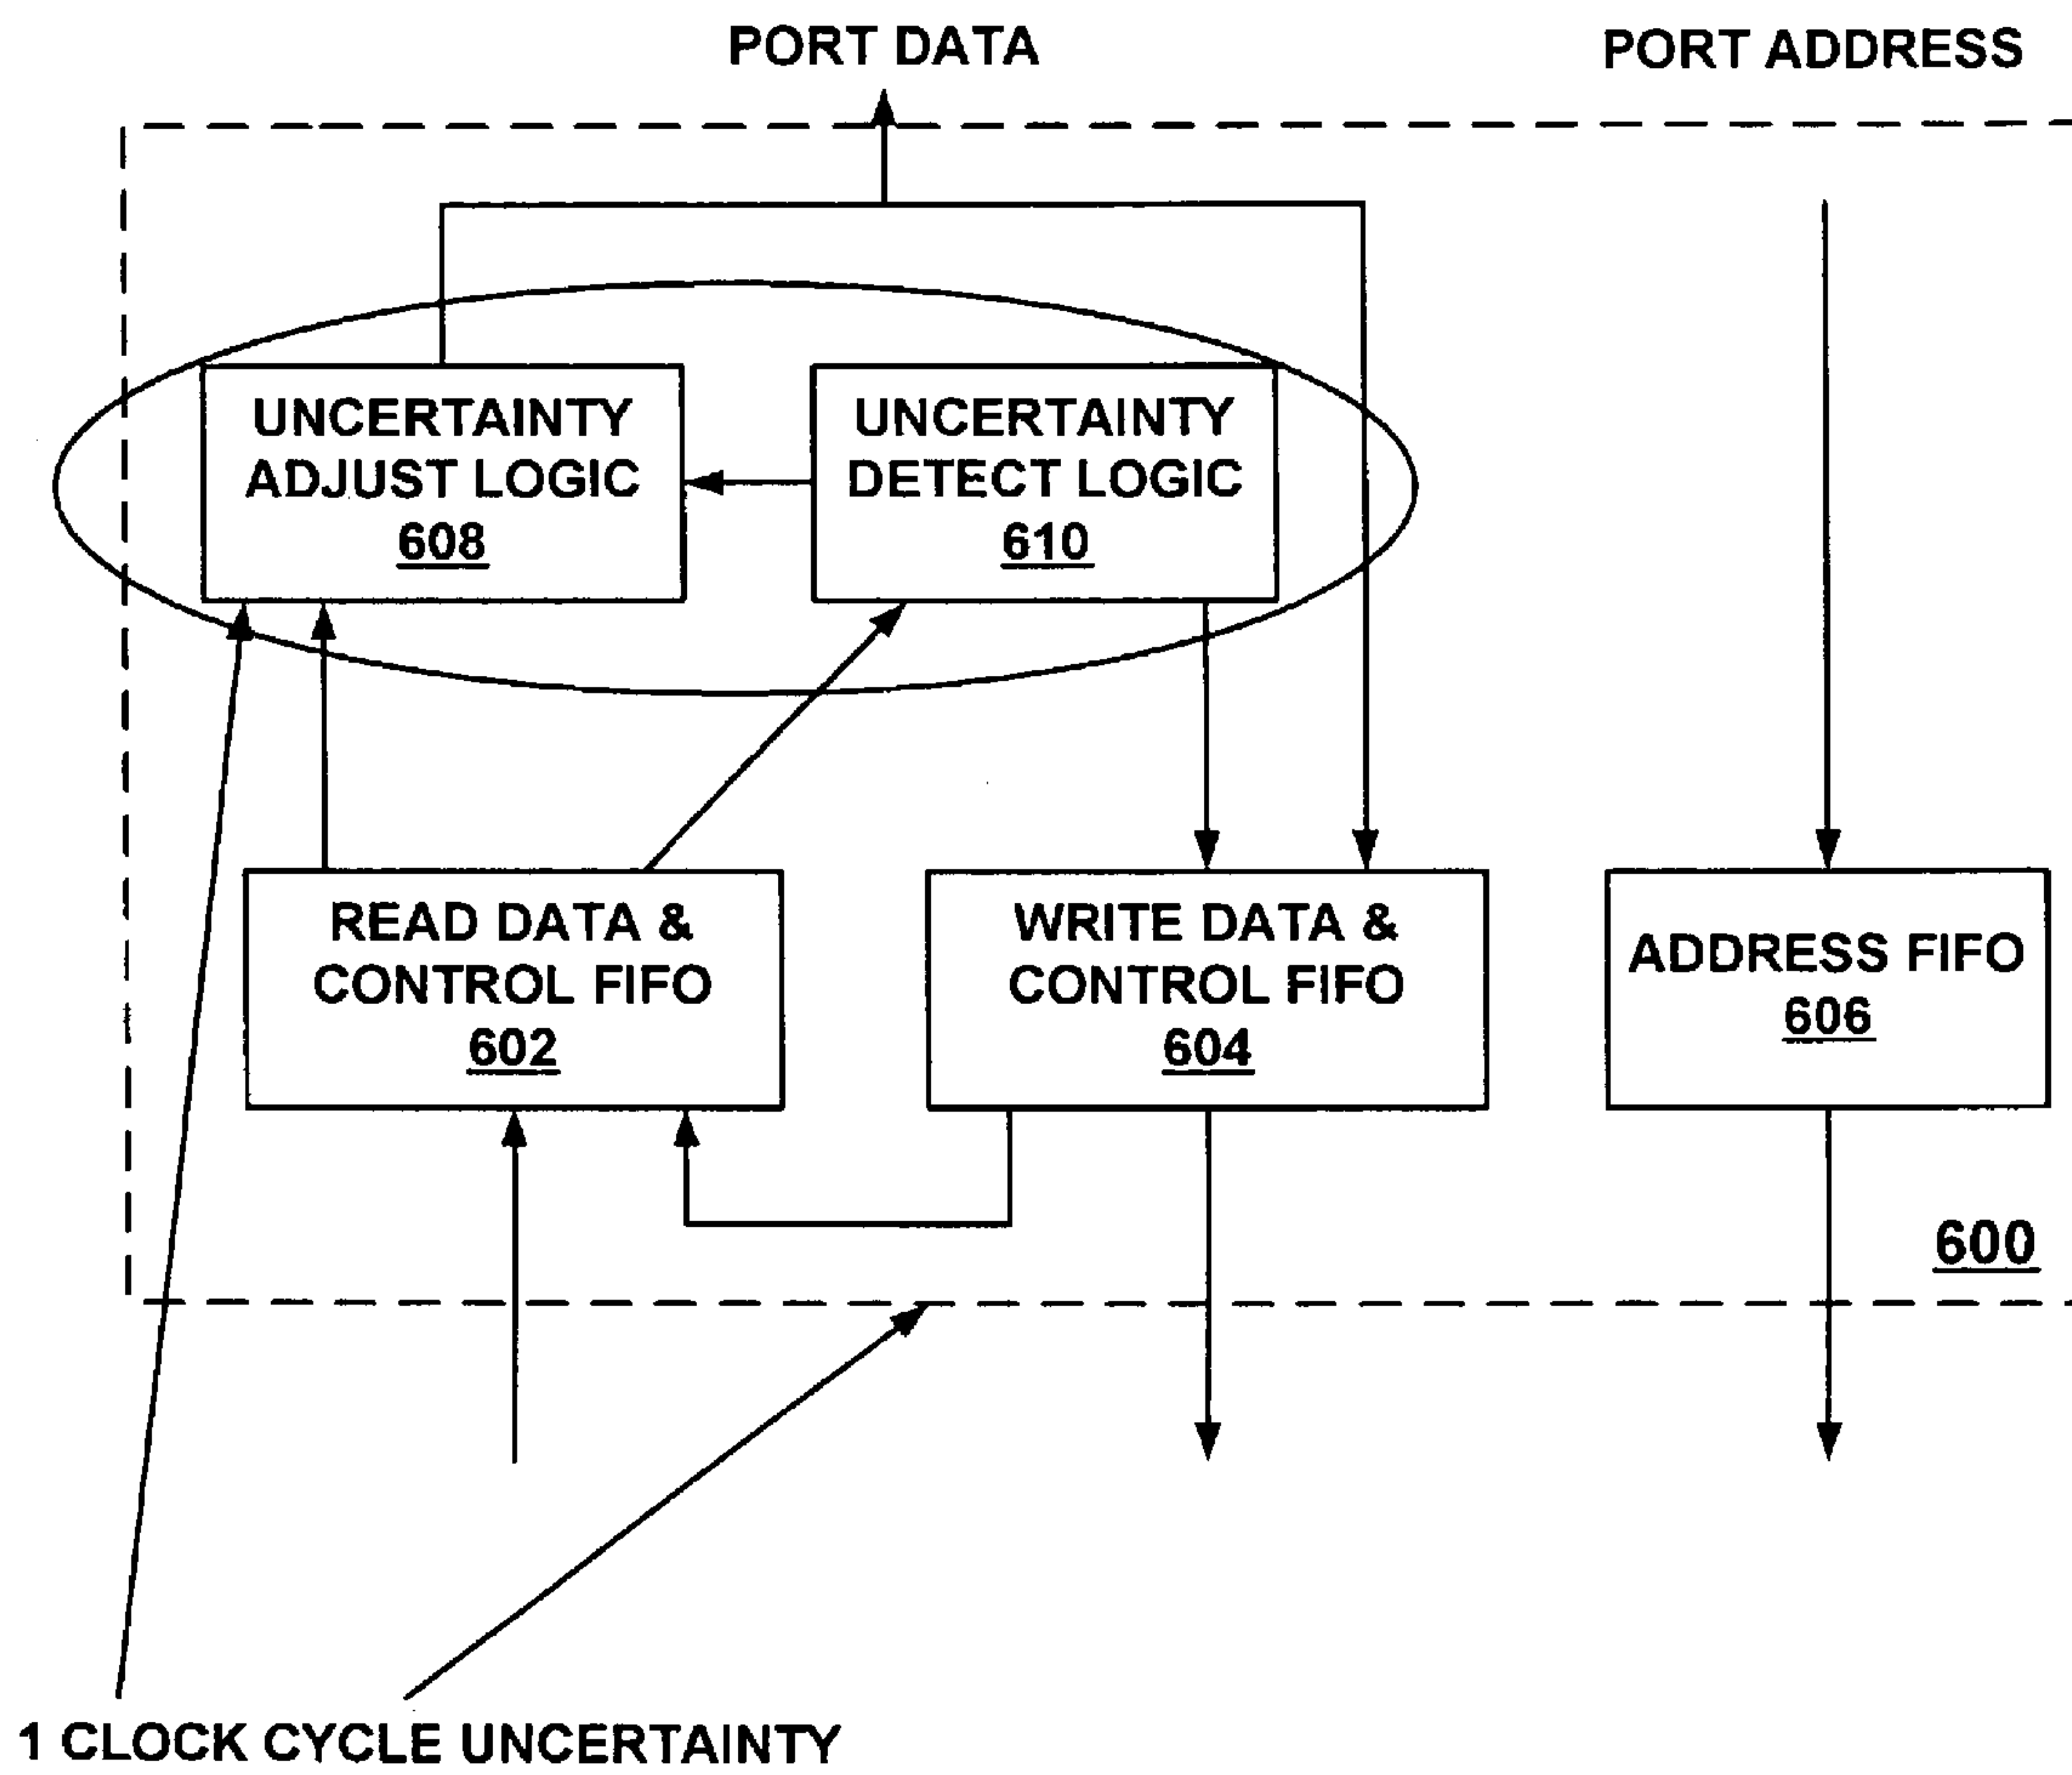 PORT DATA
PORT ADDRESS
UNCERTAINTY
ADJUST LOGIC
608
UNCERTAINTY
DETECT LOGIC
610
READ DATA &
CONTROL FIFO
602
WRITE DATA &
CONTROL FIFO
604
ADDRESS FIFO
606
600
1 CLOCK CYCLE UNCERTAINTY